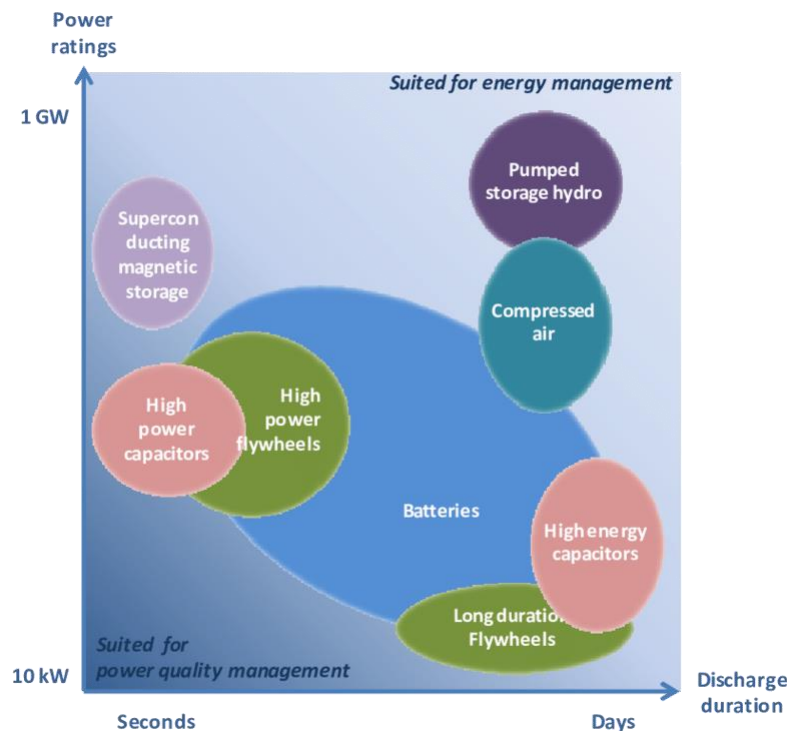 Power
ratings
Suited for energy management
1 GW
Pumped
storage hydro
Supercon
ducting
magnetic
storage
Compressed
air
High
power
flywheels
High
power
capacitors
Batteries
High energy
capacitors
Long duration
Flywheels
Suited for
power quality management
10 kW
Discharge
duration
Seconds
Days